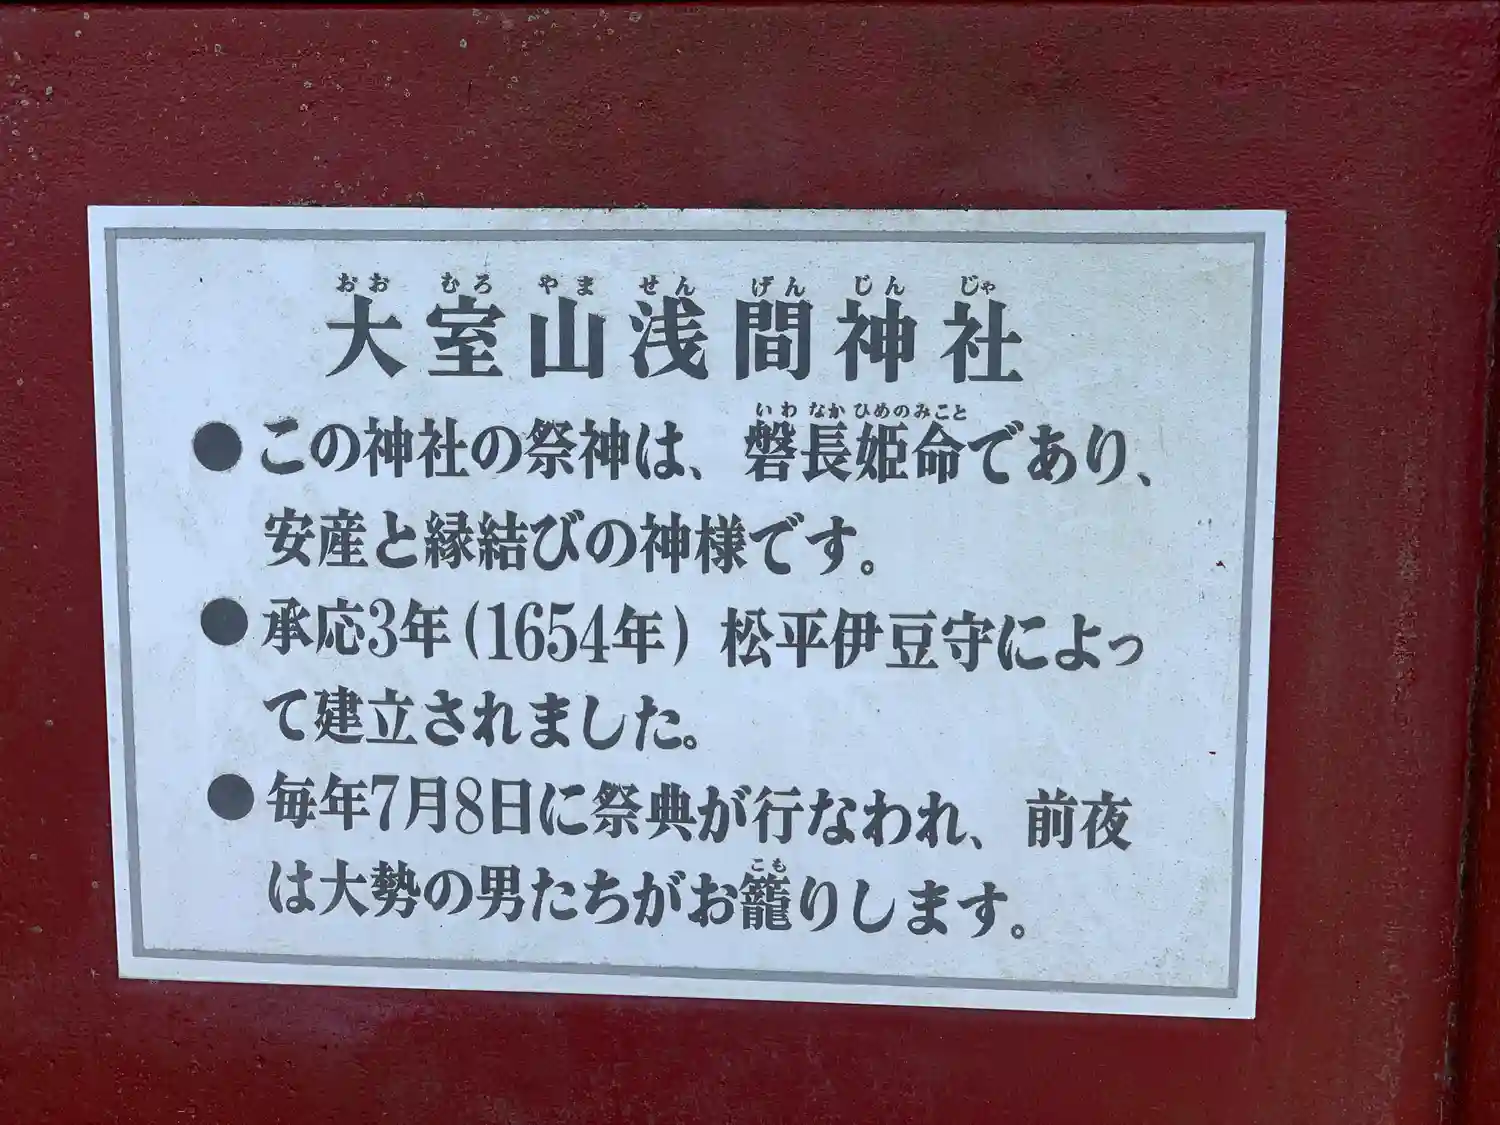 おおむろやませんげんじんじゃ
大室山浅間神社
いわなかひめのみこと
●この神社の祭神は、磐長姫命であり、
安産と縁結びの神様です。
●承応3年(1654年) 松平伊豆守によっ
て建立されました。
●毎年7月8日に祭典が行なわれ、前夜
こも
は大勢の男たちがお籠りします。